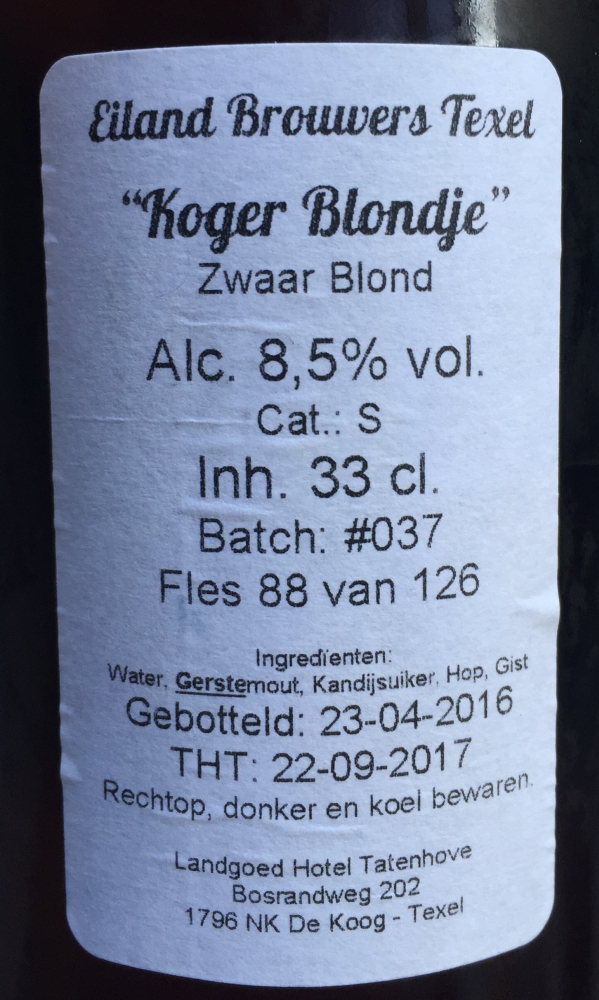 Eiland Brouwers Texel
“Koger Blondje”
Zwaar Blond
Alc. 8,5% vol.
Cat.: S
Inh. 33 cl.
Batch: #037
Fles 88 van 126
Ingredïenten:
Water, Gerstemout, Kandijsuiker, Hop, Gist
Gebotteld: 23-04-2016
THT: 22-09-2017
Rechtop, donker en koel bewaren.
Landgoed Hotel Tatenhove
Bosrandweg 202
1796 NK De Koog - Texel